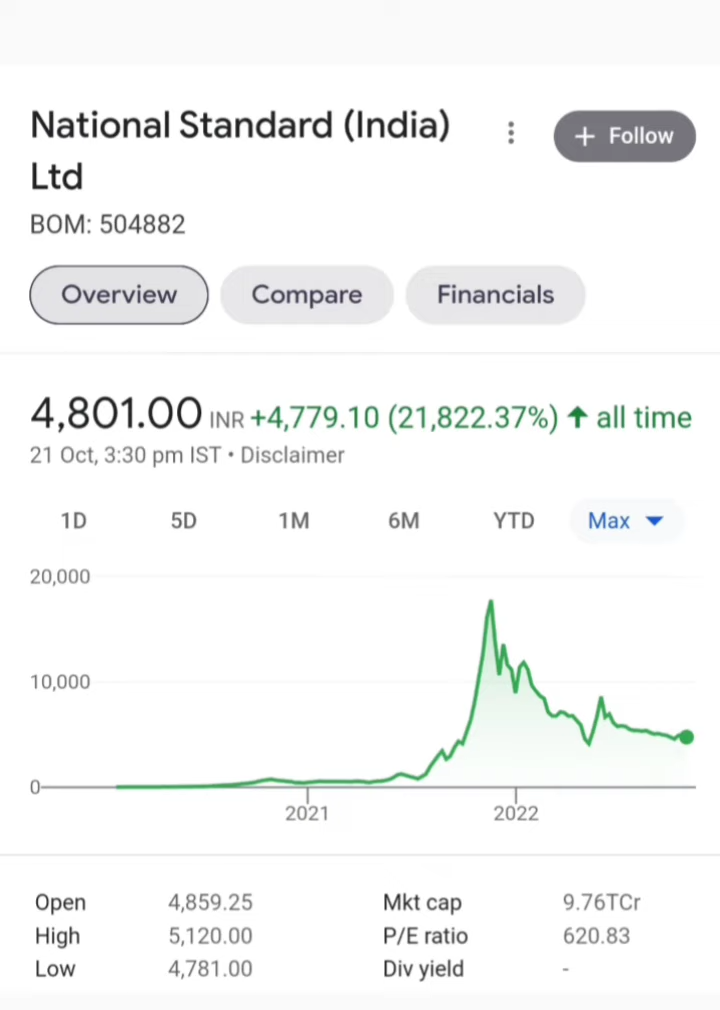 National Standard (India)
Ltd
+ Follow
BOM: 504882
Overview Compare Financials
4,801.00 INR +4,779.10 (21,822.37%) ↑ all time
21 Oct, 3:30 pm IST • Disclaimer
1D 5D 1M 6M YTD Max
20,000
10,000
0
2021 2022
Open 4,859.25 Mkt cap 9.76TCr
High 5,120.00 P/E ratio 620.83
Low 4,781.00 Div yield -